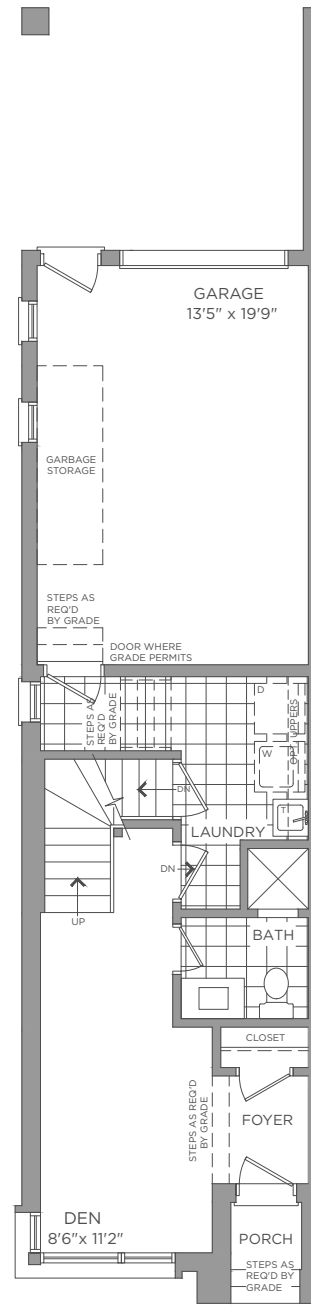 GARAGE
13'5" x 19'9"
GARBAGE
STORAGE
STEPS AS
REQ'D
BY GRADE
DOOR WHERE
GRADE PERMITS
STEPS AS
REQ'D
BY GRADE
D
OPT. UPPERS
W
T
DN
LAUNDRY
DN
UP
BATH
CLOSET
STEPS AS REQ'D
BY GRADE
FOYER
DEN
8'6"x 11'2"
PORCH
STEPS AS
REQ'D BY
GRADE